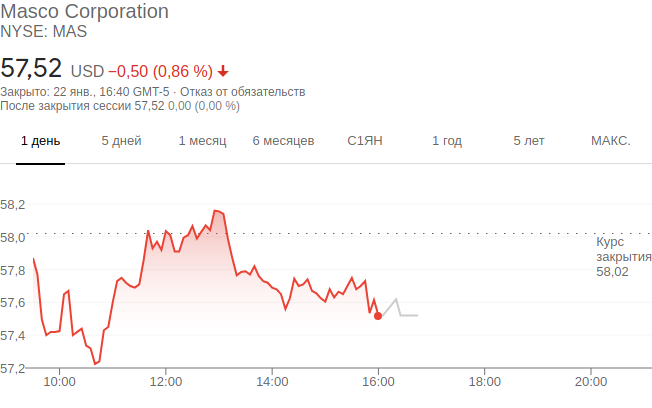 Masco Corporation
NYSE: MAS
57,52 USD −0,50 (0,86 %)
Закрыто: 22 янв., 16:40 GMT-5 · Отказ от обязательств
После закрытия сессии 57,52 0,00 (0,00 %)
1 день 5 дней 1 месяц 6 месяцев С1ЯН 1 год 5 лет МАКС.
58,2
58,0
Курс
закрытия
58,02
57,8
57,6
57,4
57,2
10:00 12:00 14:00 16:00 18:00 20:00